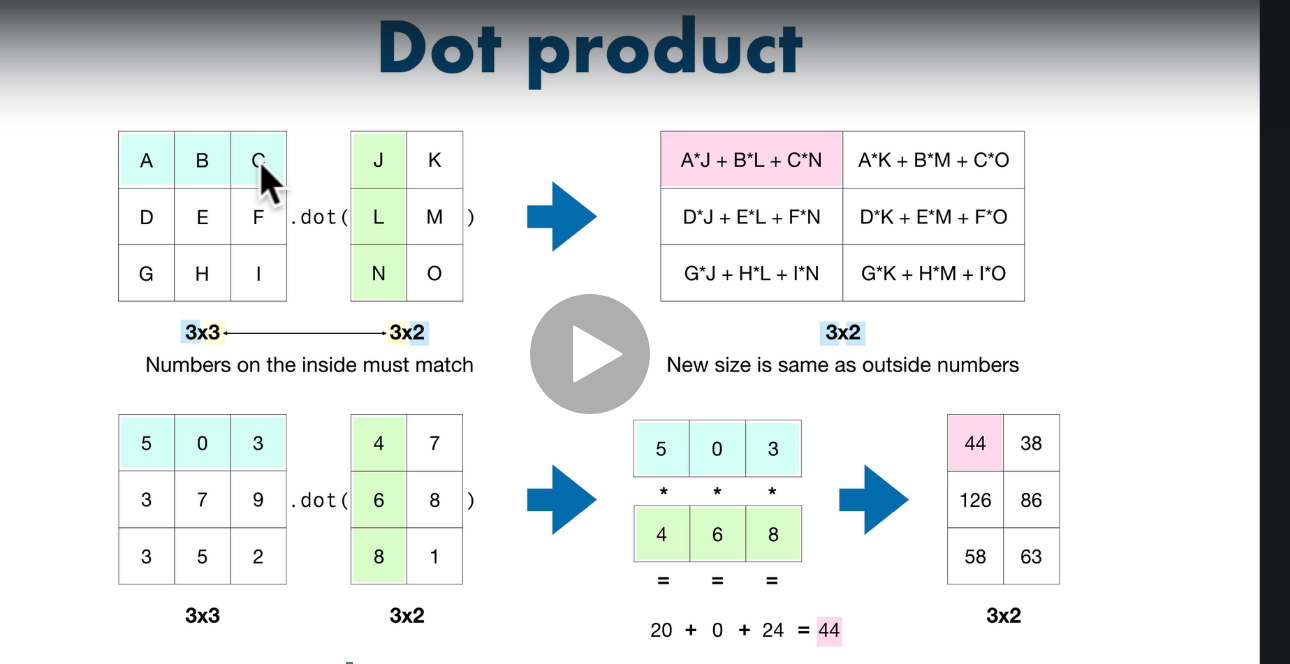 Dot product
A B C J K A*J + B*L + C*N A*K + B*M + C*O
D E F .dot( L M ) D*J + E*L + F*N D*K + E*M + F*O
G H I N O G*J + H*L + I*N G*K + H*M + I*O
3x3 3x2 3x2
Numbers on the inside must match New size is same as outside numbers
5 0 3 4 7 5 0 3 44 38
* * *
3 7 9 .dot( 6 8 ) 4 6 8 126 86
3 5 2 8 1 58 63
= = =
3x3 3x2 20 + 0 + 24 = 44 3x2